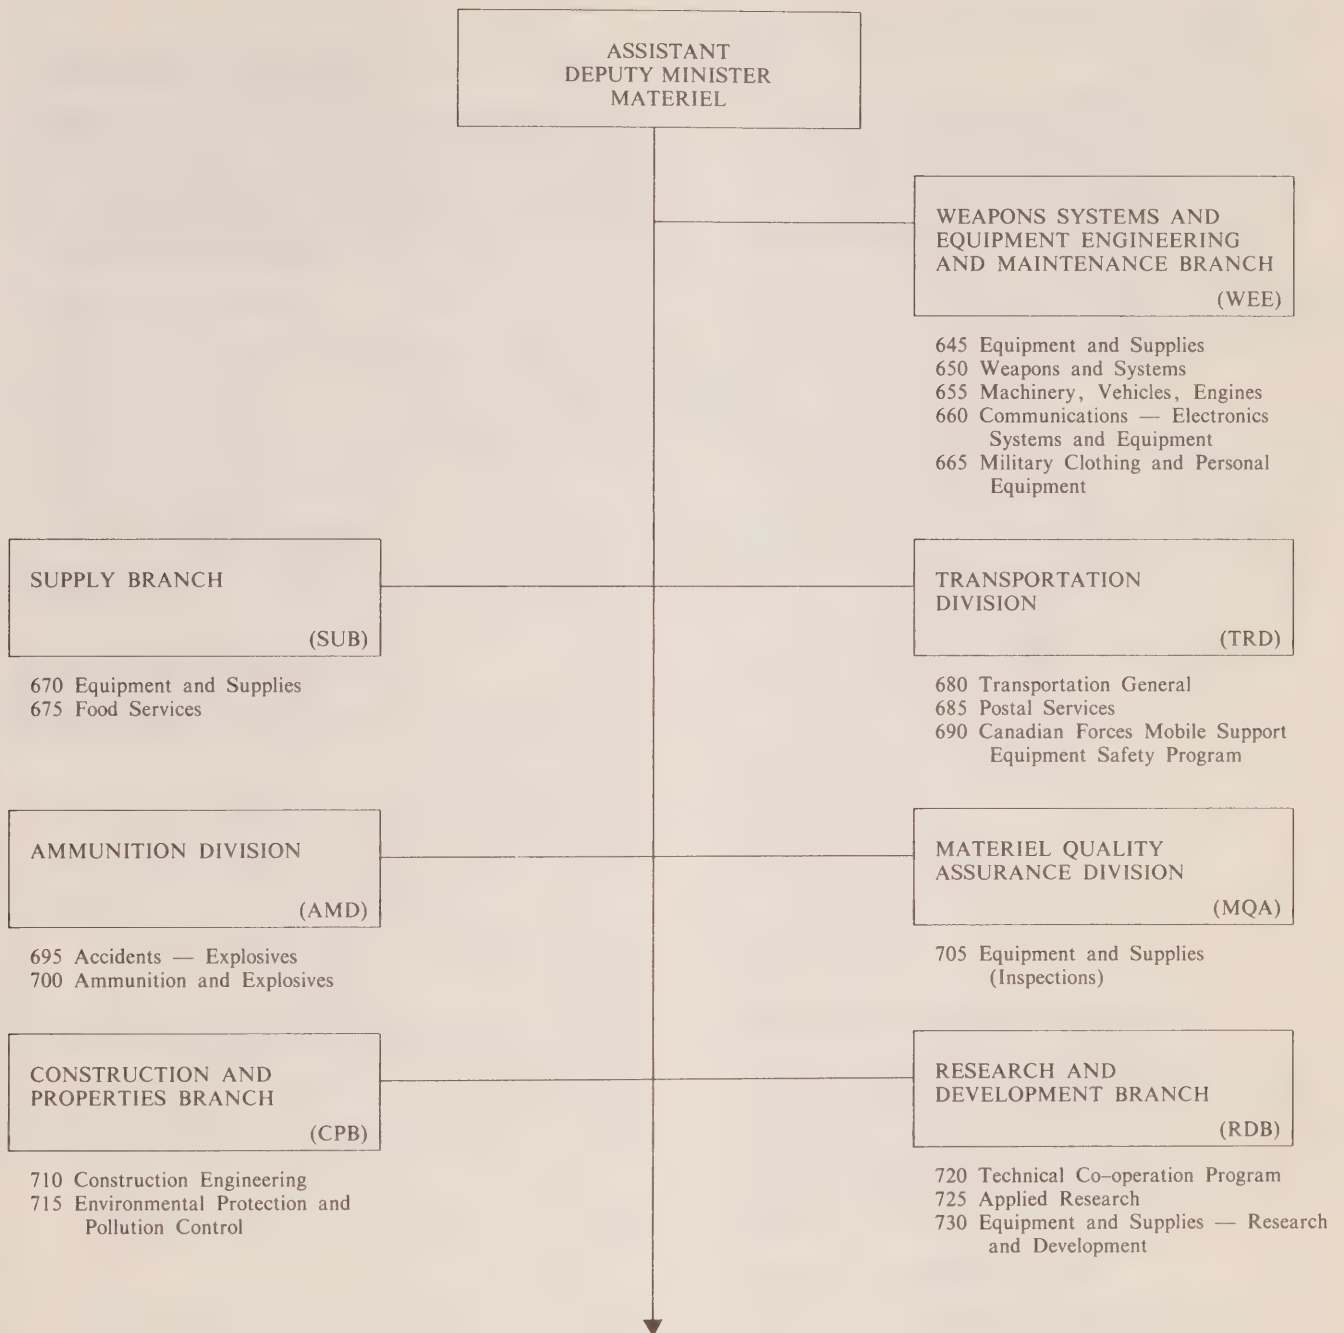 ASSISTANT
DEPUTY MINISTER
MATERIEL
WEAPONS SYSTEMS AND
EQUIPMENT ENGINEERING
AND MAINTENANCE BRANCH
(WEE)
645 Equipment and Supplies
650 Weapons and Systems
655 Machinery, Vehicles, Engines
660 Communications — Electronics
Systems and Equipment
665 Military Clothing and Personal
Equipment
SUPPLY BRANCH
(SUB)
670 Equipment and Supplies
675 Food Services
TRANSPORTATION
DIVISION
(TRD)
680 Transportation General
685 Postal Services
690 Canadian Forces Mobile Support
Equipment Safety Program
AMMUNITION DIVISION
(AMD)
695 Accidents — Explosives
700 Ammunition and Explosives
MATERIEL QUALITY
ASSURANCE DIVISION
(MQA)
705 Equipment and Supplies
(Inspections)
CONSTRUCTION AND
PROPERTIES BRANCH
(CPB)
710 Construction Engineering
715 Environmental Protection and
Pollution Control
RESEARCH AND
DEVELOPMENT BRANCH
(RDB)
720 Technical Co-operation Program
725 Applied Research
730 Equipment and Supplies — Research
and Development